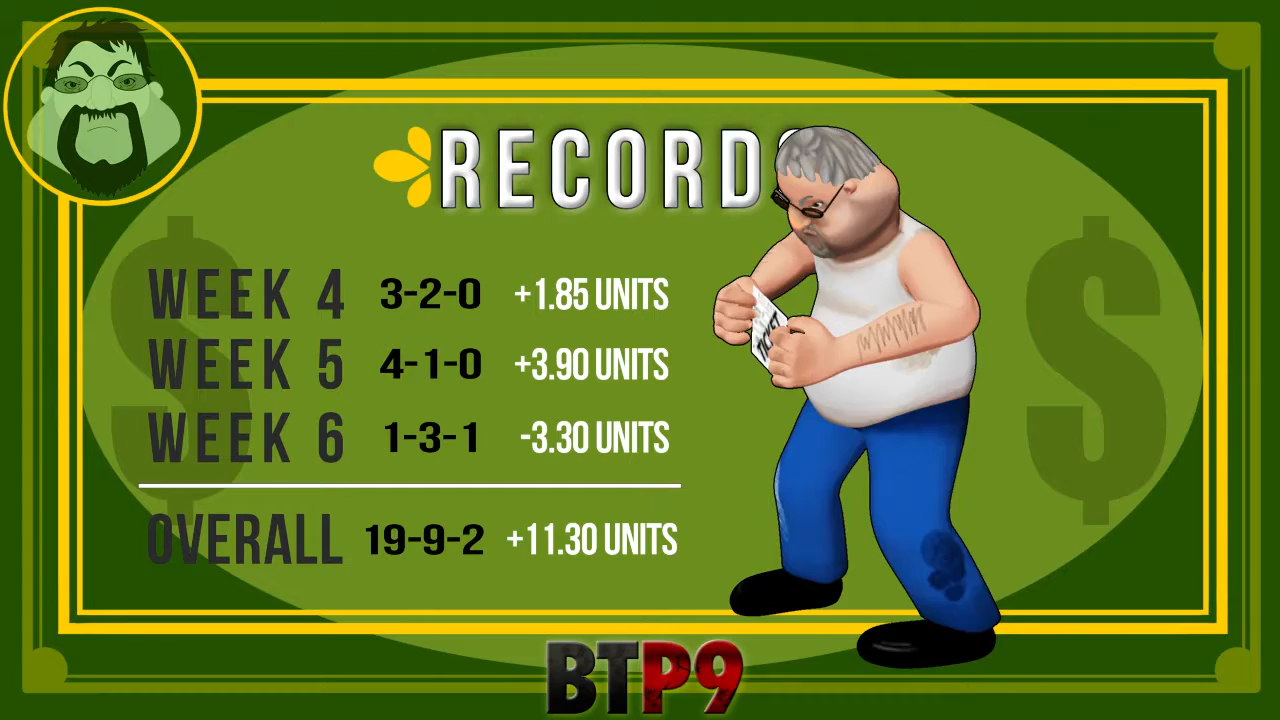 RECORDS
WEEK 4 3-2-0 +1.85 UNITS
WEEK 5 4-1-0 +3.90 UNITS
WEEK 6 1-3-1 -3.30 UNITS
OVERALL 19-9-2 +11.30 UNITS
TICKET
$ $
BTP9